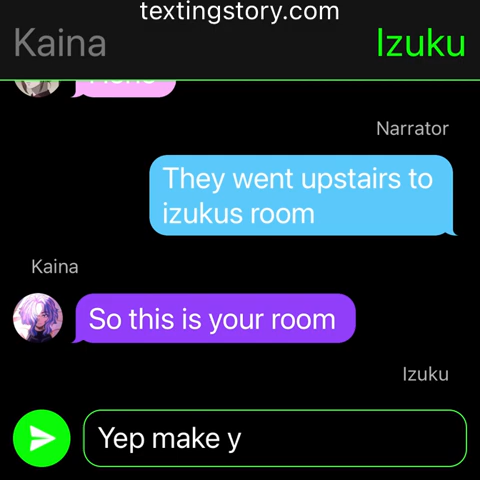 textingstory.com
Kaina
Izuku
Narrator
They went upstairs to
izukus room
Kaina
So this is your room
Izuku
Yep make y